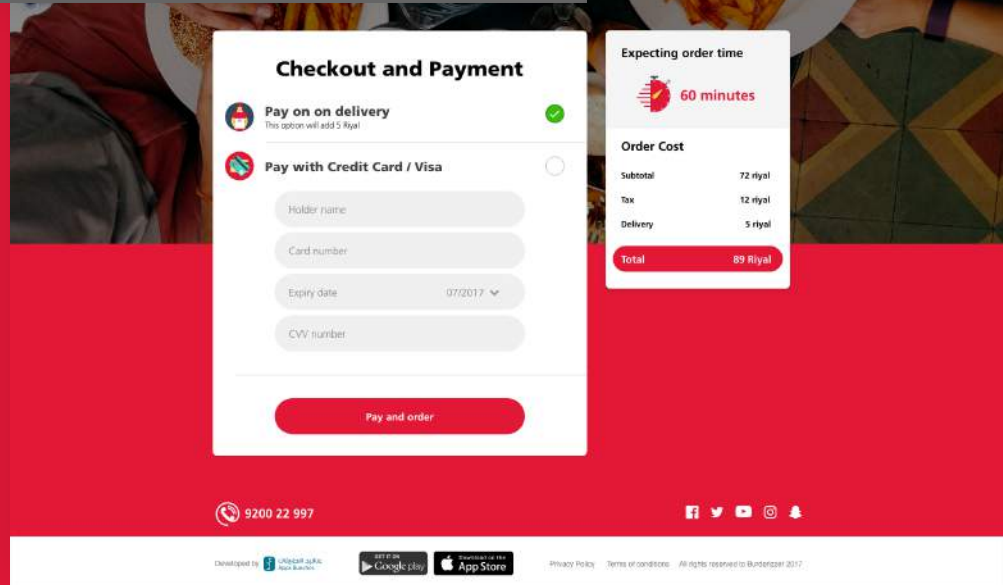 Checkout and Payment
Pay on on delivery
This option will add 5 Riyal
Pay with Credit Card / Visa
Holder name
Card number
Expiry date 07/2017
CVV number
Pay and order
Expecting order time
60 minutes
Order Cost
Subtotal 72 riyal
Tax 12 riyal
Delivery 5 riyal
Total 89 Riyal
9200 22 997
Developed by
GET IT ON
Google play
Download on the
App Store
Privacy Policy
Terms of conditions
All rights reserved to 2017